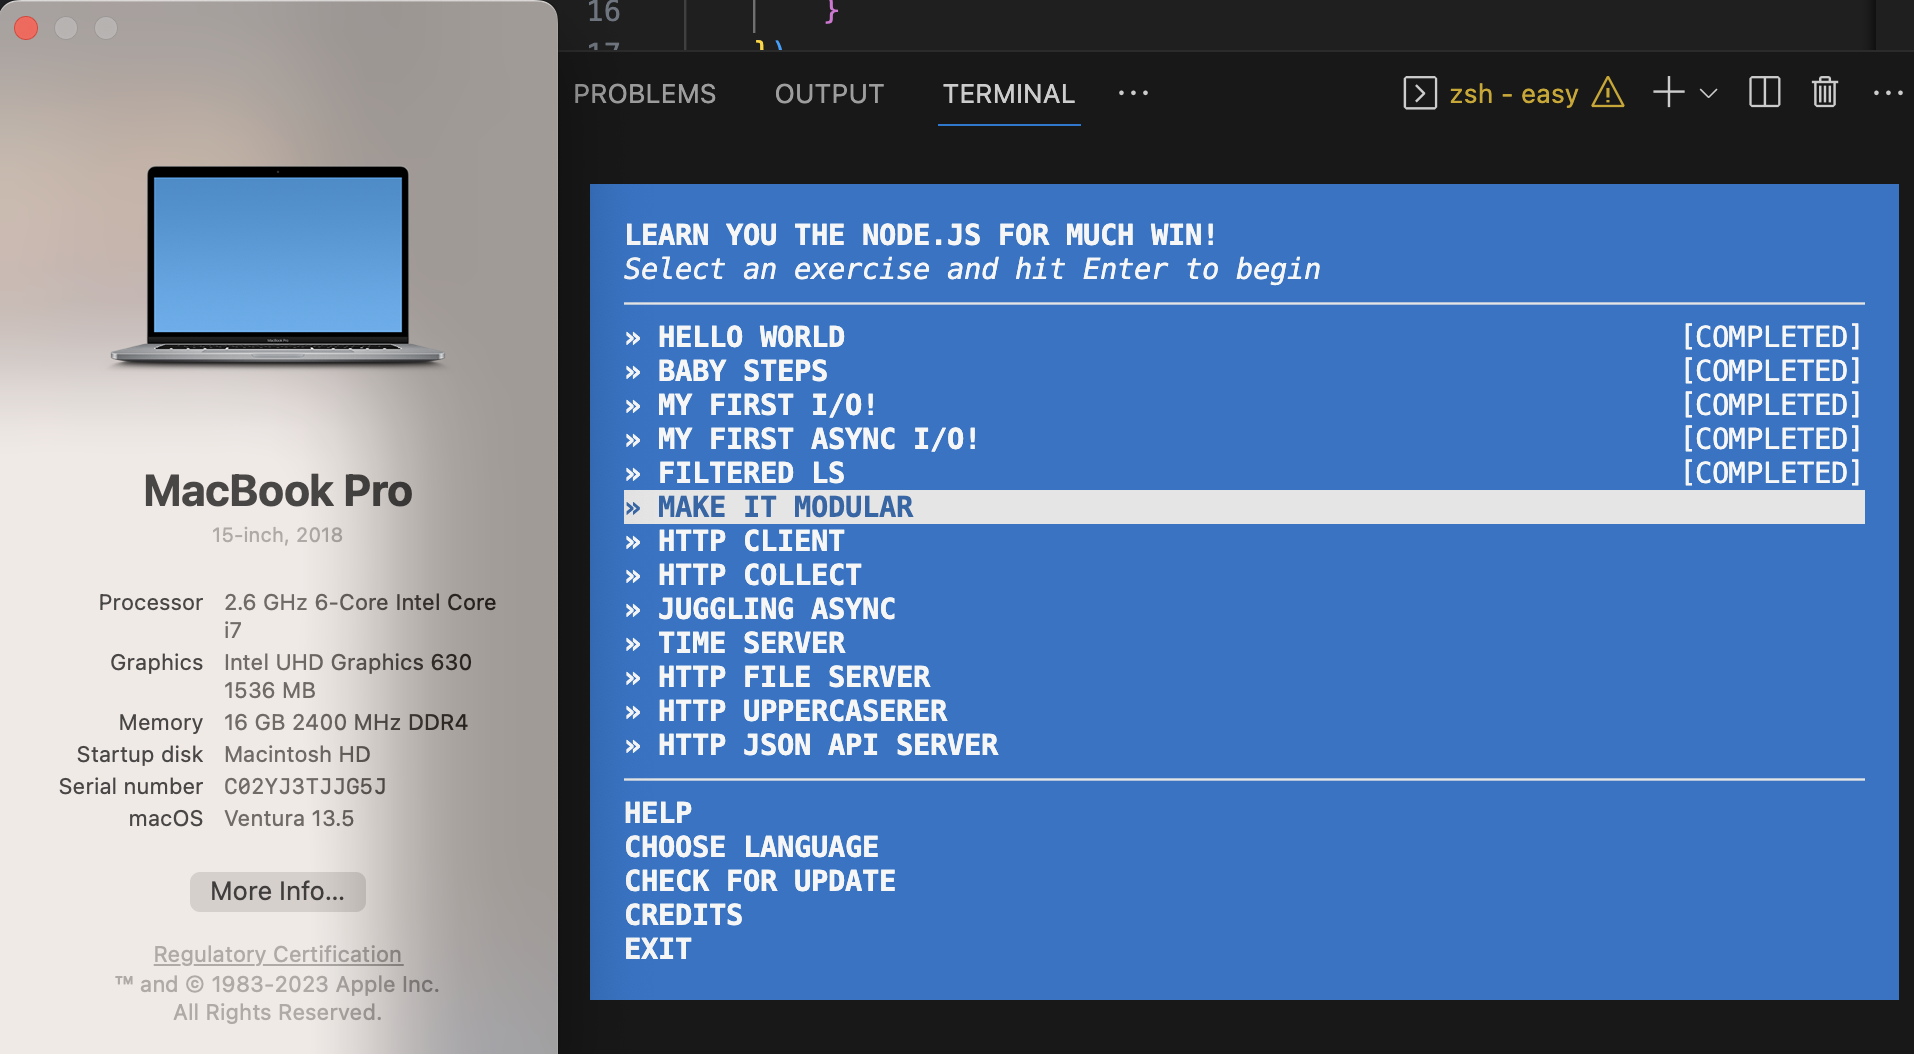 MacBook Pro
15-inch, 2018
Processor 2.6 GHz 6-Core Intel Core
i7
Graphics Intel UHD Graphics 630
1536 MB
Memory 16 GB 2400 MHz DDR4
Startup disk Macintosh HD
Serial number C02YJ3TJJG5J
macOS Ventura 13.5
More Info...
Regulatory Certification
™ and © 1983-2023 Apple Inc.
All Rights Reserved.
16 }
17 })
PROBLEMS OUTPUT TERMINAL ··· zsh - easy ···
LEARN YOU THE NODE.JS FOR MUCH WIN!
Select an exercise and hit Enter to begin
» HELLO WORLD [COMPLETED]
» BABY STEPS [COMPLETED]
» MY FIRST I/O! [COMPLETED]
» MY FIRST ASYNC I/O! [COMPLETED]
» FILTERED LS [COMPLETED]
» MAKE IT MODULAR
» HTTP CLIENT
» HTTP COLLECT
» JUGGLING ASYNC
» TIME SERVER
» HTTP FILE SERVER
» HTTP UPPERCASERER
» HTTP JSON API SERVER
HELP
CHOOSE LANGUAGE
CHECK FOR UPDATE
CREDITS
EXIT